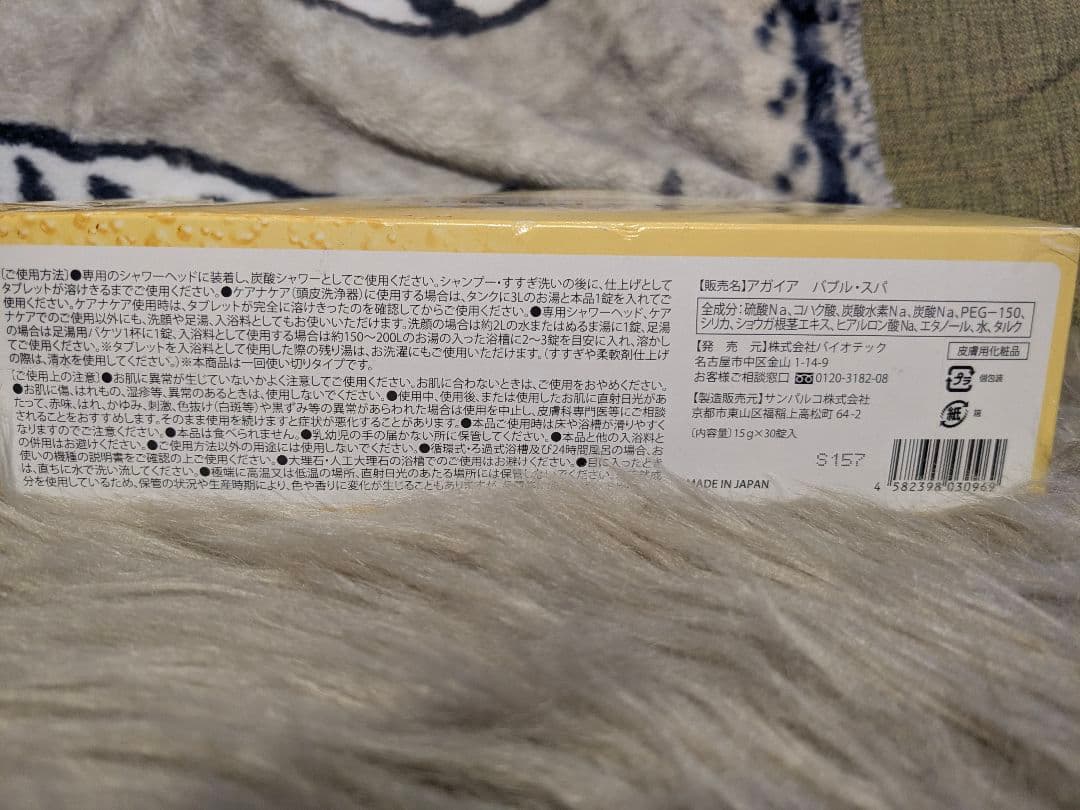 〔ご使用方法〕●専用のシャワーヘッドに装着し、炭酸シャワーとしてご使用ください。シャンプー・すすぎ洗いの後に、仕上げとして
タブレットが溶けきるまでご使用ください。●ケアナケア(頭皮洗浄器)に使用する場合は、タンクに3Lのお湯と本品1錠を入れてご
使用ください。ケアナケア使用時は、タブレットが完全に溶けきった事を確認してからご使用ください。●専用シャワーヘッド、ケア
ナケアでのご使用以外にも、洗顔や足湯、入浴料としてもお使いいただけます。洗顔の場合は約2Lの水またはぬるま湯に1錠、足湯
の場合は足湯用バケツ1杯に1錠、入浴料として使用する場合は約150〜200Lのお湯の入った浴槽に2〜3錠を目安に入れ、溶かし
てください。※タブレットを入浴料として使用した際の残り湯は、お洗濯にもご使用いただけます。(すすぎや柔軟剤仕上げ
の際は、清水を使用してください。)※本商品は一回使い切りタイプです。
〔ご使用上の注意〕●お肌に異常が生じていないかよく注意してご使用ください。お肌に合わないときは、ご使用をおやめください。
●お肌に傷、はれもの、湿疹等、異常のあるときは、使用しないでください。●使用中、使用後、または使用したお肌に直射日光があ
たって、赤味、はれ、かゆみ、刺激、色抜け(白斑等)や黒ずみ等の異常があらわれた場合は使用を中止し、皮膚科専門医等にご相談
されることをおすすめします。そのまま使用を続けますと症状が悪化することがあります。●本品ご使用時は床や浴槽が滑りやすく
なりますのでご注意ください。●本品は食べられません。●乳幼児の手の届かない所に保管してください。●本品と他の入浴料と
の併用はお避けください。●ご使用方法以外の用途には使用しないでください。●循環式・ろ過式浴槽及び24時間風呂の場合、お
使いの機種の説明書をご確認の上ご使用ください。●大理石・人工大理石の浴槽でのご使用はお避けください。●目に入ったとき
は、直ちに水で洗い流してください。●極端に高温又は低温の場所、直射日光のあたる場所には保管しないでください。
分を使用しているため、保管の状況や生産時期により、色や香りに変化が生じることもありますが、
【販売名】アガイア バブル・スパ
全成分:硫酸Na、コハク酸、炭酸水素Na、炭酸Na、PEG-150、
シリカ、ショウガ根茎エキス、ヒアルロン酸Na、エタノール、水、タルク
【発 売 元】株式会社バイオテック
皮膚用化粧品
名古屋市中区金山 1-14-9
お客様ご相談窓口 0120-3182-08
プラ 個包装
【製造販売元】サンパルコ株式会社
京都市東山区福稲上高松町 64-2
紙 箱
〔内容量〕15g×30錠入
S157
MADE IN JAPAN
4 582398 030969